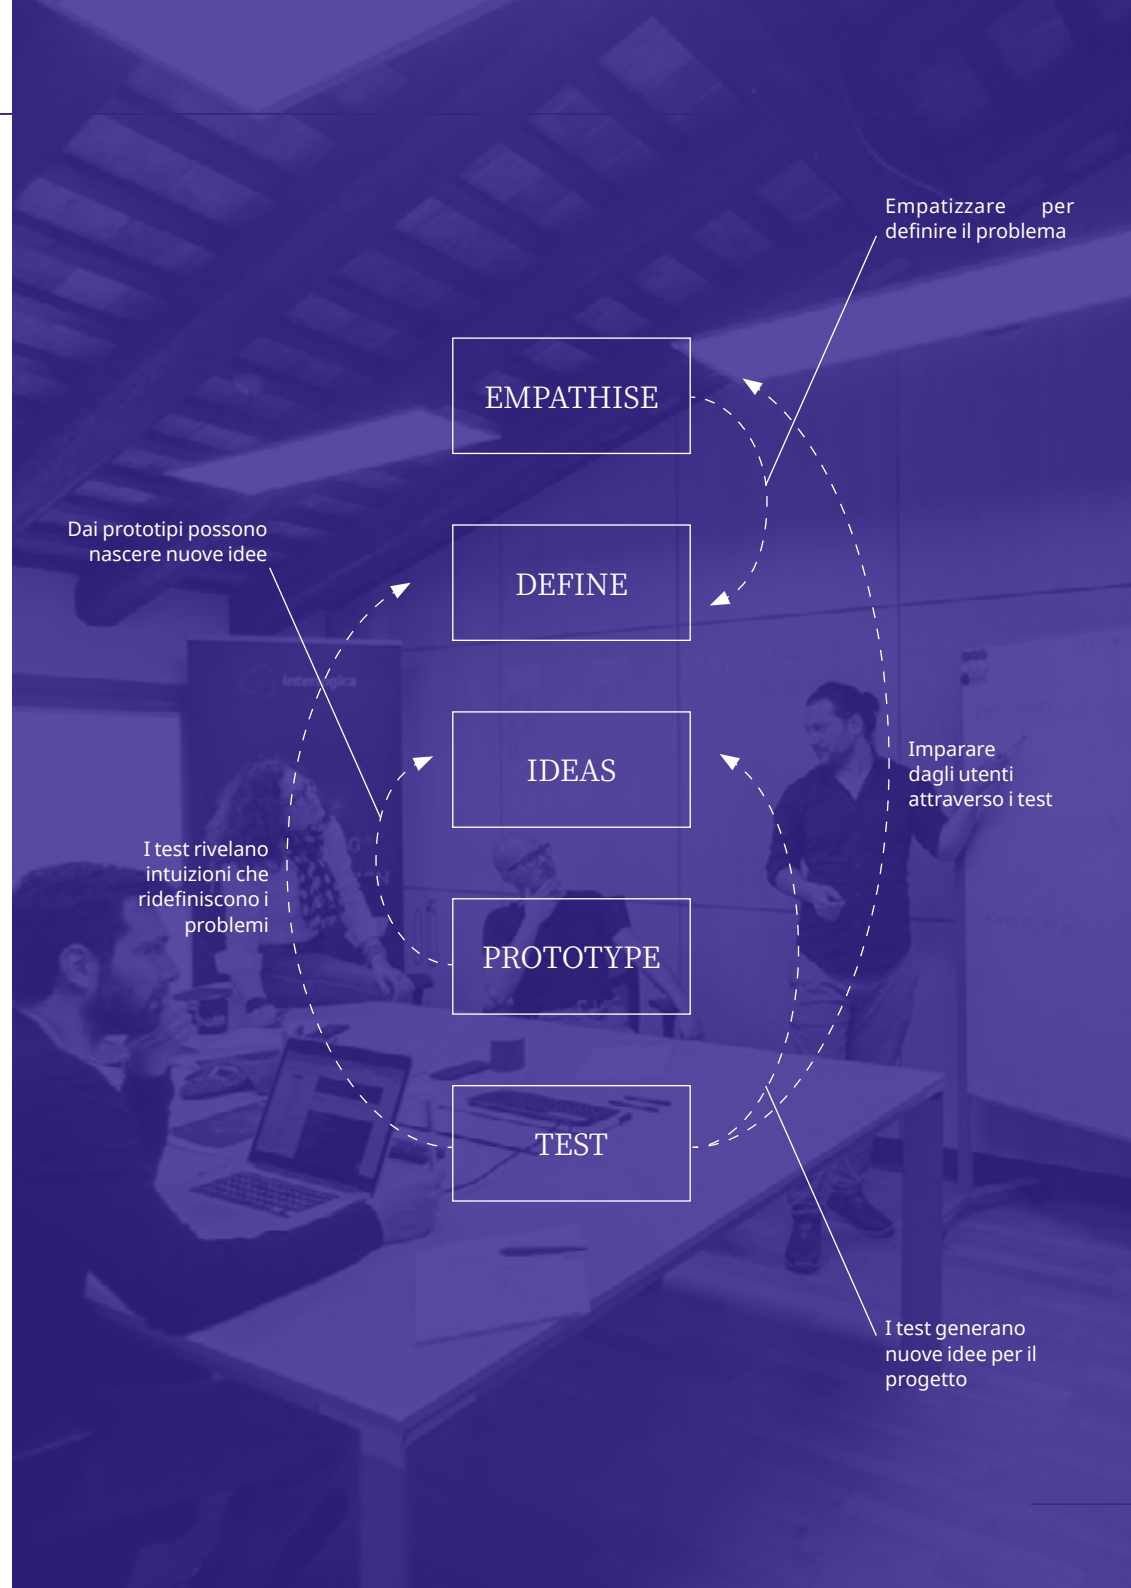 Empatizzare per
definire il problema
EMPATHISE
Dai prototipi possono
nascere nuove idee
DEFINE
interlogica
IDEAS
Imparare
dagli utenti
attraverso i test
I test rivelano
intuizioni che
ridefiniscono i
problemi
PROTOTYPE
TEST
I test generano
nuove idee per il
progetto